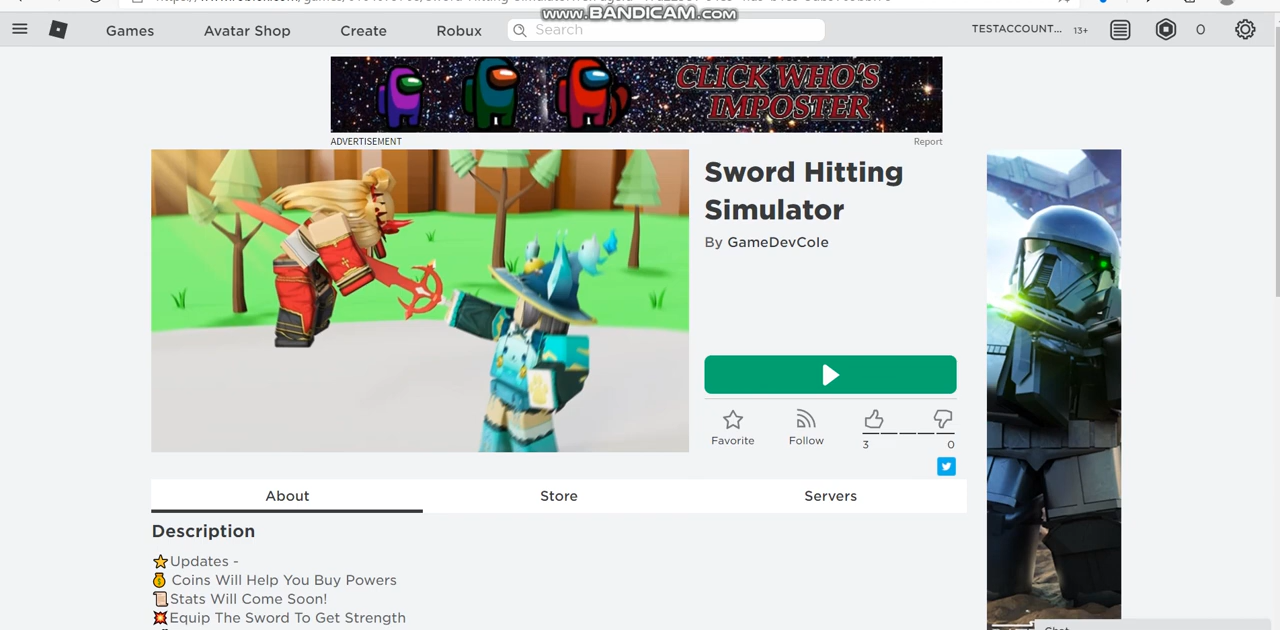 www.BANDICAM.com
Games
Avatar Shop
Create
Robux
Search
TESTACCOUNT...
13+
0
CLICK WHO'S
IMPOSTER
ADVERTISEMENT
Report
Sword Hitting
Simulator
By GameDevCole
Favorite
Follow
3
0
About
Store
Servers
Description
⭐Updates -
💰 Coins Will Help You Buy Powers
📜Stats Will Come Soon!
💥Equip The Sword To Get Strength